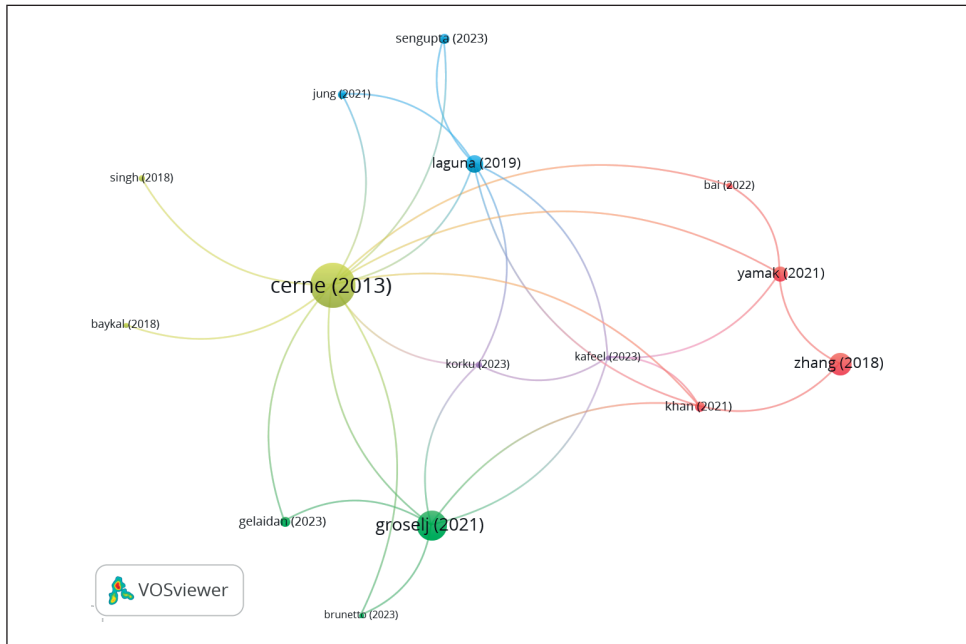 sengupta (2023)
jung (2021)
laguna (2019)
singh (2018)
bai (2022)
yamak (2021)
cerne (2013)
baykal (2018)
korku (2023)
kafeel (2023)
zhang (2018)
khan (2021)
gelaidan (2023)
groselj (2021)
VOSviewer
brunetto (2023)